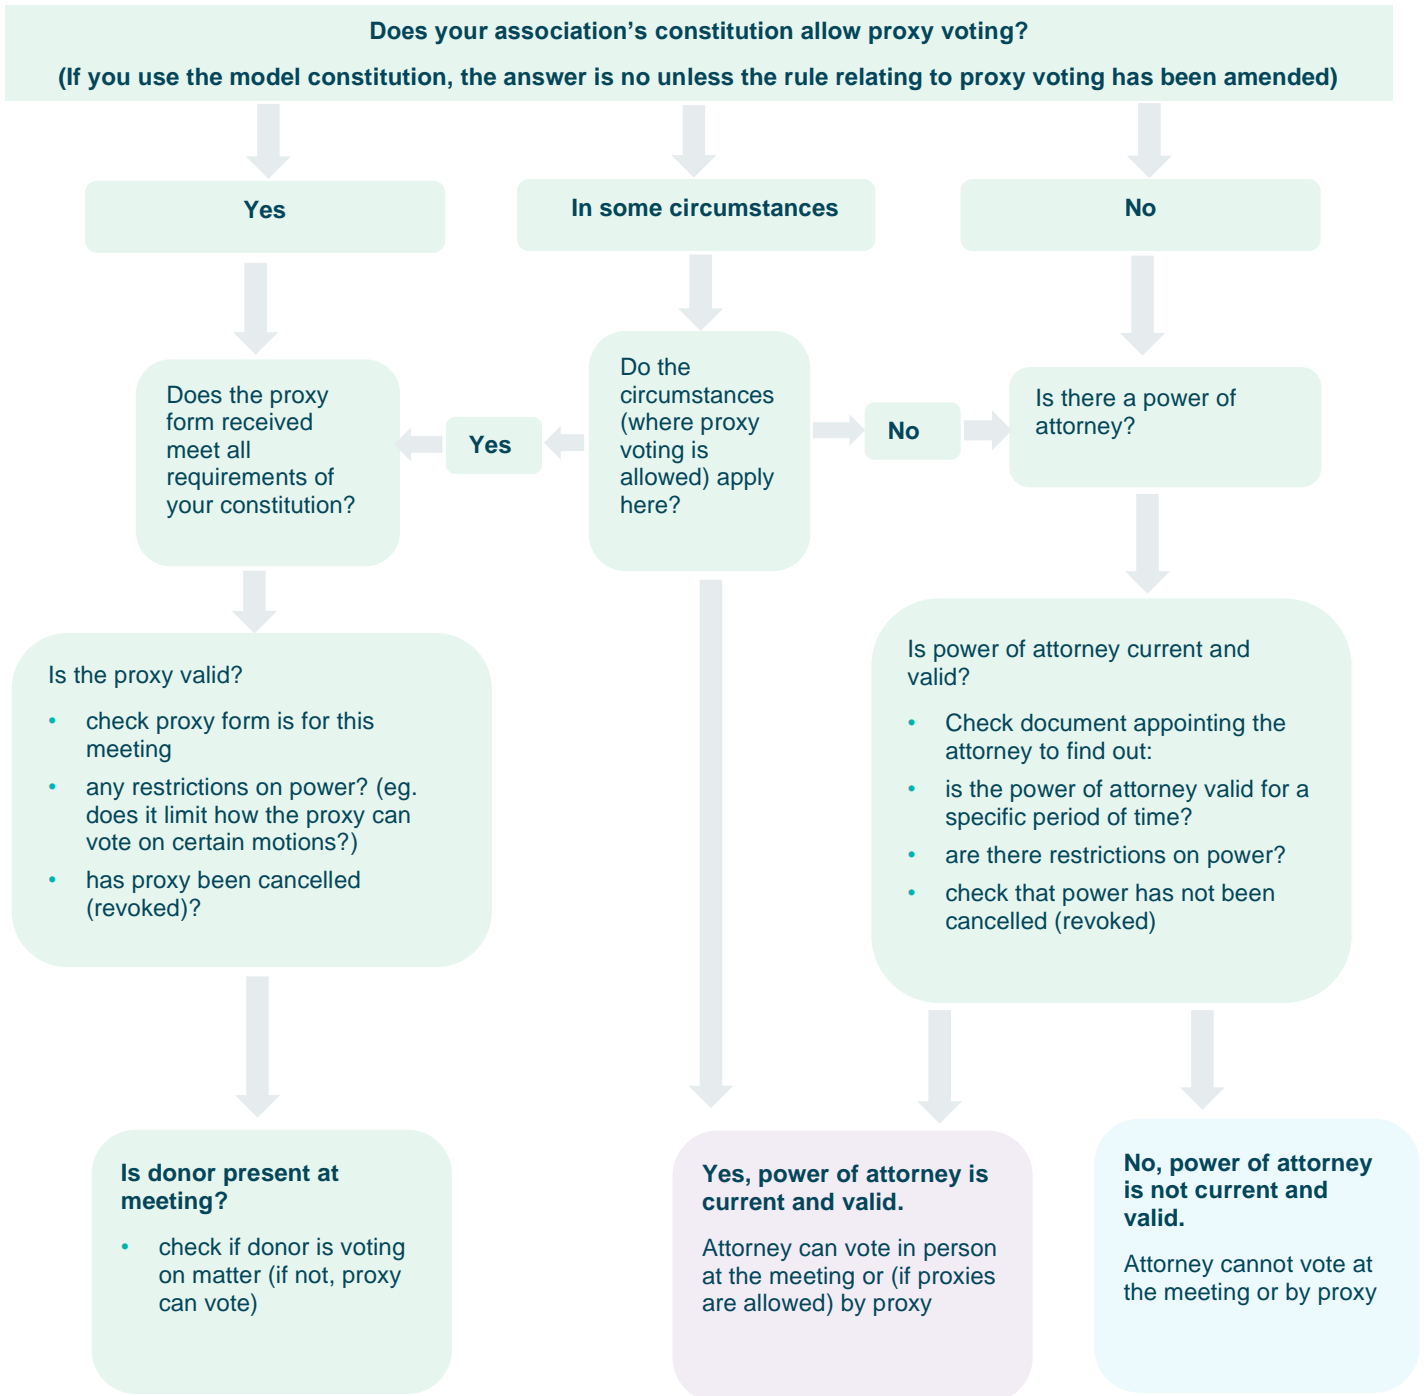 Does your association's constitution allow proxy voting?
(If you use the model constitution, the answer is no unless the rule relating to proxy voting has been amended)
Yes
In some circumstances
No
Does the proxy
form received
meet all
requirements of
your constitution?
Yes
Do the
circumstances
(where proxy
voting is
allowed) apply
here?
No
Is there a power of
attorney?
Is the proxy valid?
• check proxy form is for this
meeting
• any restrictions on power? (eg.
does it limit how the proxy can
vote on certain motions?)
• has proxy been cancelled
(revoked)?
Is power of attorney current and
valid?
• Check document appointing the
attorney to find out:
• is the power of attorney valid for a
specific period of time?
• are there restrictions on power?
• check that power has not been
cancelled (revoked)
Is donor present at
meeting?
• check if donor is voting
on matter (if not, proxy
can vote)
Yes, power of attorney is
current and valid.
Attorney can vote in person
at the meeting or (if proxies
are allowed) by proxy
No, power of attorney
is not current and
valid.
Attorney cannot vote at
the meeting or by proxy